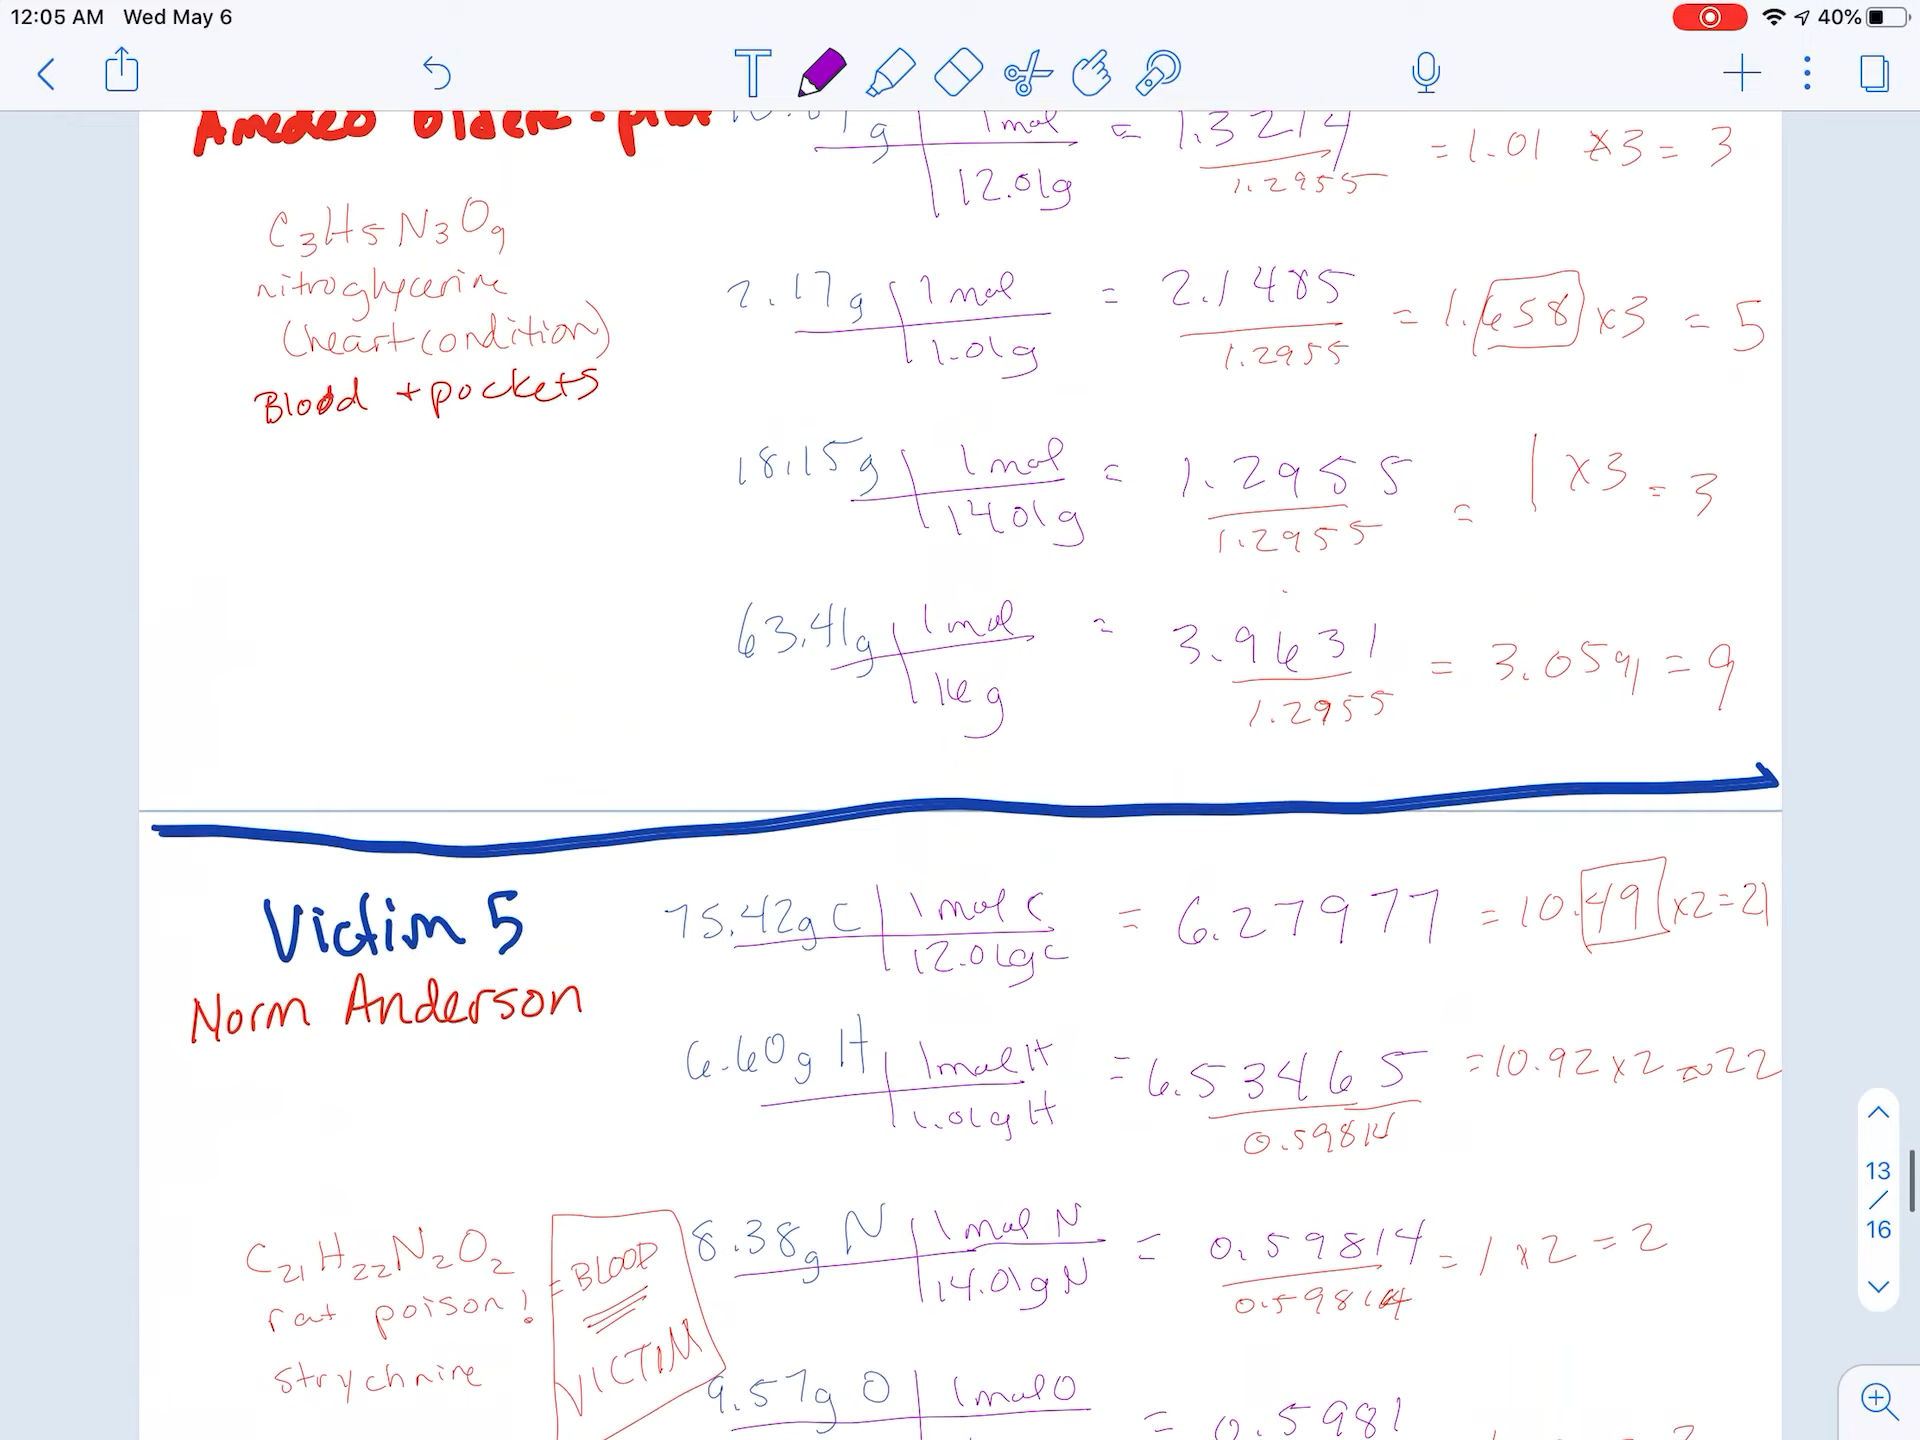 12:05 AM Wed May 6
40%
T
Amedeo
1 mol = 1.3214 = 1.01 x3 = 3
12.01g 1.2955
C3H5N3O9
nitroglycerine
(heart condition)
Blood + pockets
2.17g 1 mol = 2.1485 = 1.658 x3 = 5
1.01g 1.2955
18.15g 1 mol = 1.2955 = 1 x3 = 3
14.01g 1.2955
63.41g 1 mol = 3.9631 = 3.059 = 9
16g 1.2955
Victim 5
Norm Anderson
75.42g C 1 mol C = 6.27977 = 10.49 x2=21
12.01g C
6.60g H 1 mol H = 6.53465 = 10.92 x2 ≈ 22
1.01g H 0.59814
8.38g N 1 mol N = 0.59814 = 1 x2 = 2
14.01g N 0.59814
C21H22N2O2
rat poison!
strychnine
= BLOOD
VICTIM
9.57g O 1 mol O = 0.5981
13
/
16